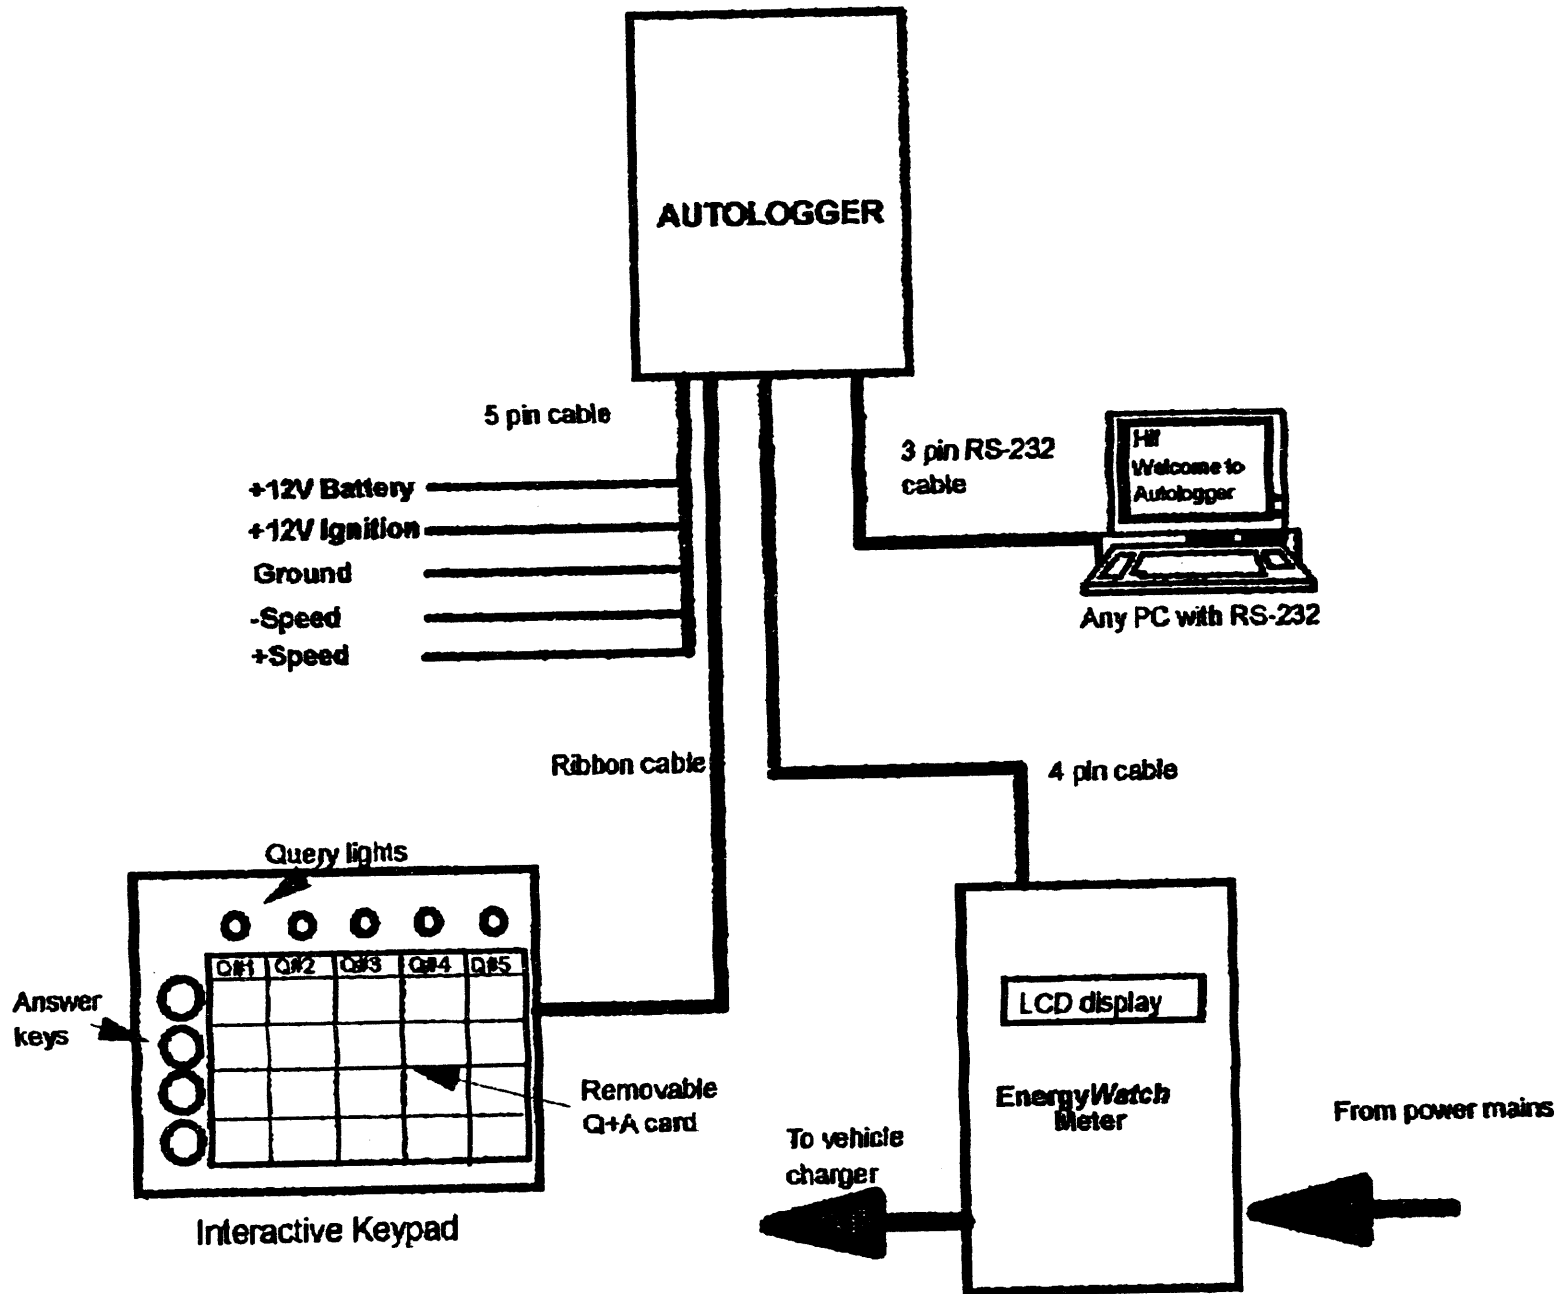 AUTOLOGGER
5 pin cable
+12V Battery
+12V Ignition
Ground
-Speed
+Speed
3 pin RS-232
cable
Hi!
Welcome to
Autologger
Any PC with RS-232
Ribbon cable
4 pin cable
Query lights
Q#1 Q#2 Q#3 Q#4 Q#5
Answer
keys
Removable
Q+A card
Interactive Keypad
LCD display
EnergyWatch
Meter
To vehicle
charger
From power mains